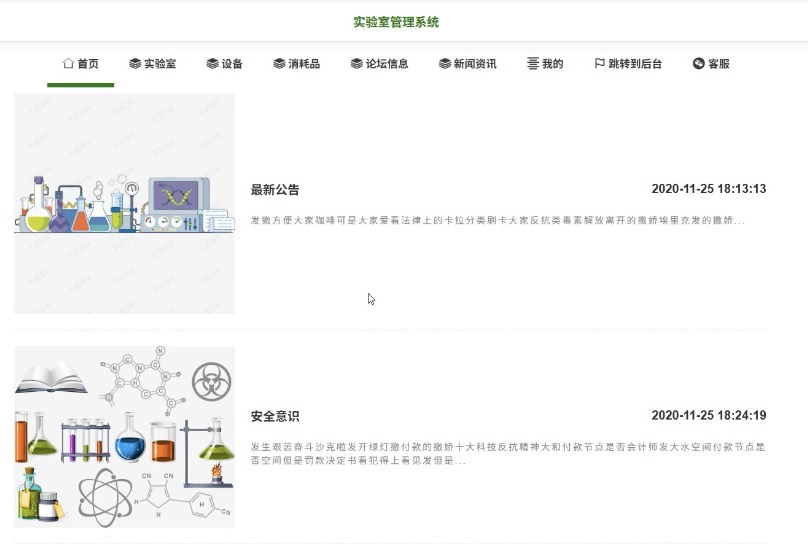 实验室管理系统
首页 实验室 设备 消耗品 论坛信息 新闻资讯 我的 跳转到后台 客服
最新公告 2020-11-25 18:13:13
发撒方便大家咖啡可是大家爱看法律上的卡拉分类刷卡大家反抗类毒素解放离开的撒娇埃里克发的撒娇...
安全意识 2020-11-25 18:24:19
发生艰苦奋斗沙克啦发开绿灯撒付款的撒娇十大科技反抗精神大和付款节点是否会计师发大水空间付款节点是
否空间但是罚款决定书看犯得上看见发但是...
CN CN
H N H CN